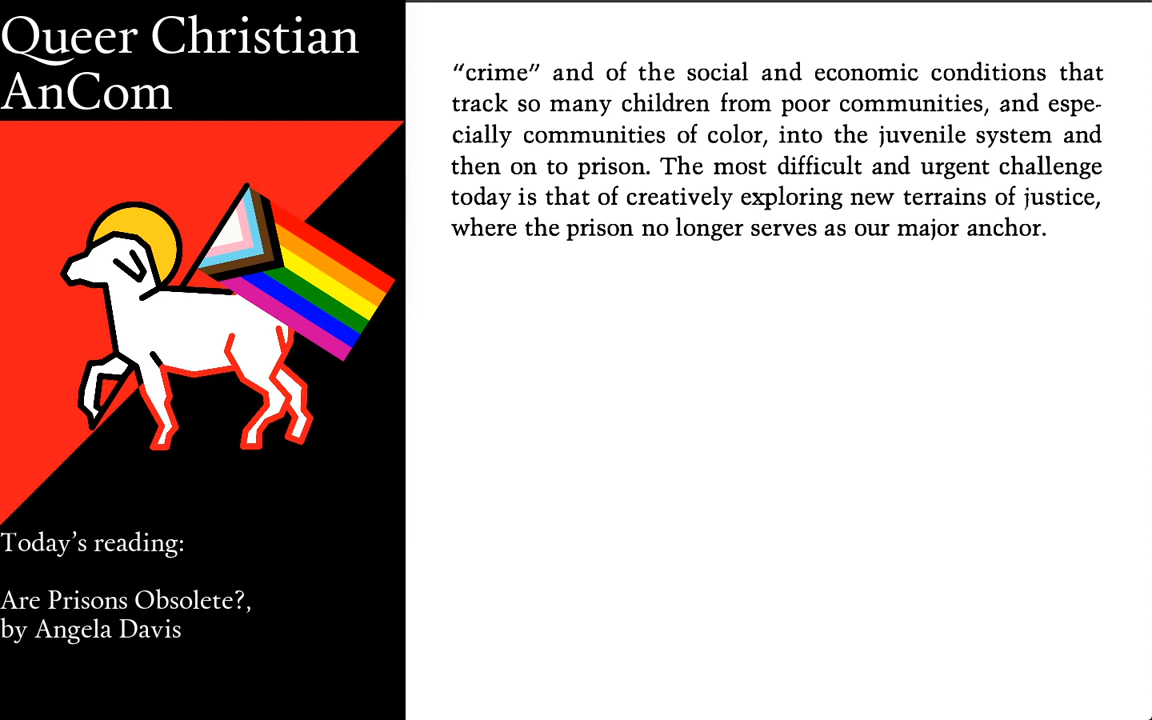 Queer Christian
AnCom
Today’s reading:
Are Prisons Obsolete?,
by Angela Davis
“crime” and of the social and economic conditions that
track so many children from poor communities, and espe-
cially communities of color, into the juvenile system and
then on to prison. The most difficult and urgent challenge
today is that of creatively exploring new terrains of justice,
where the prison no longer serves as our major anchor.